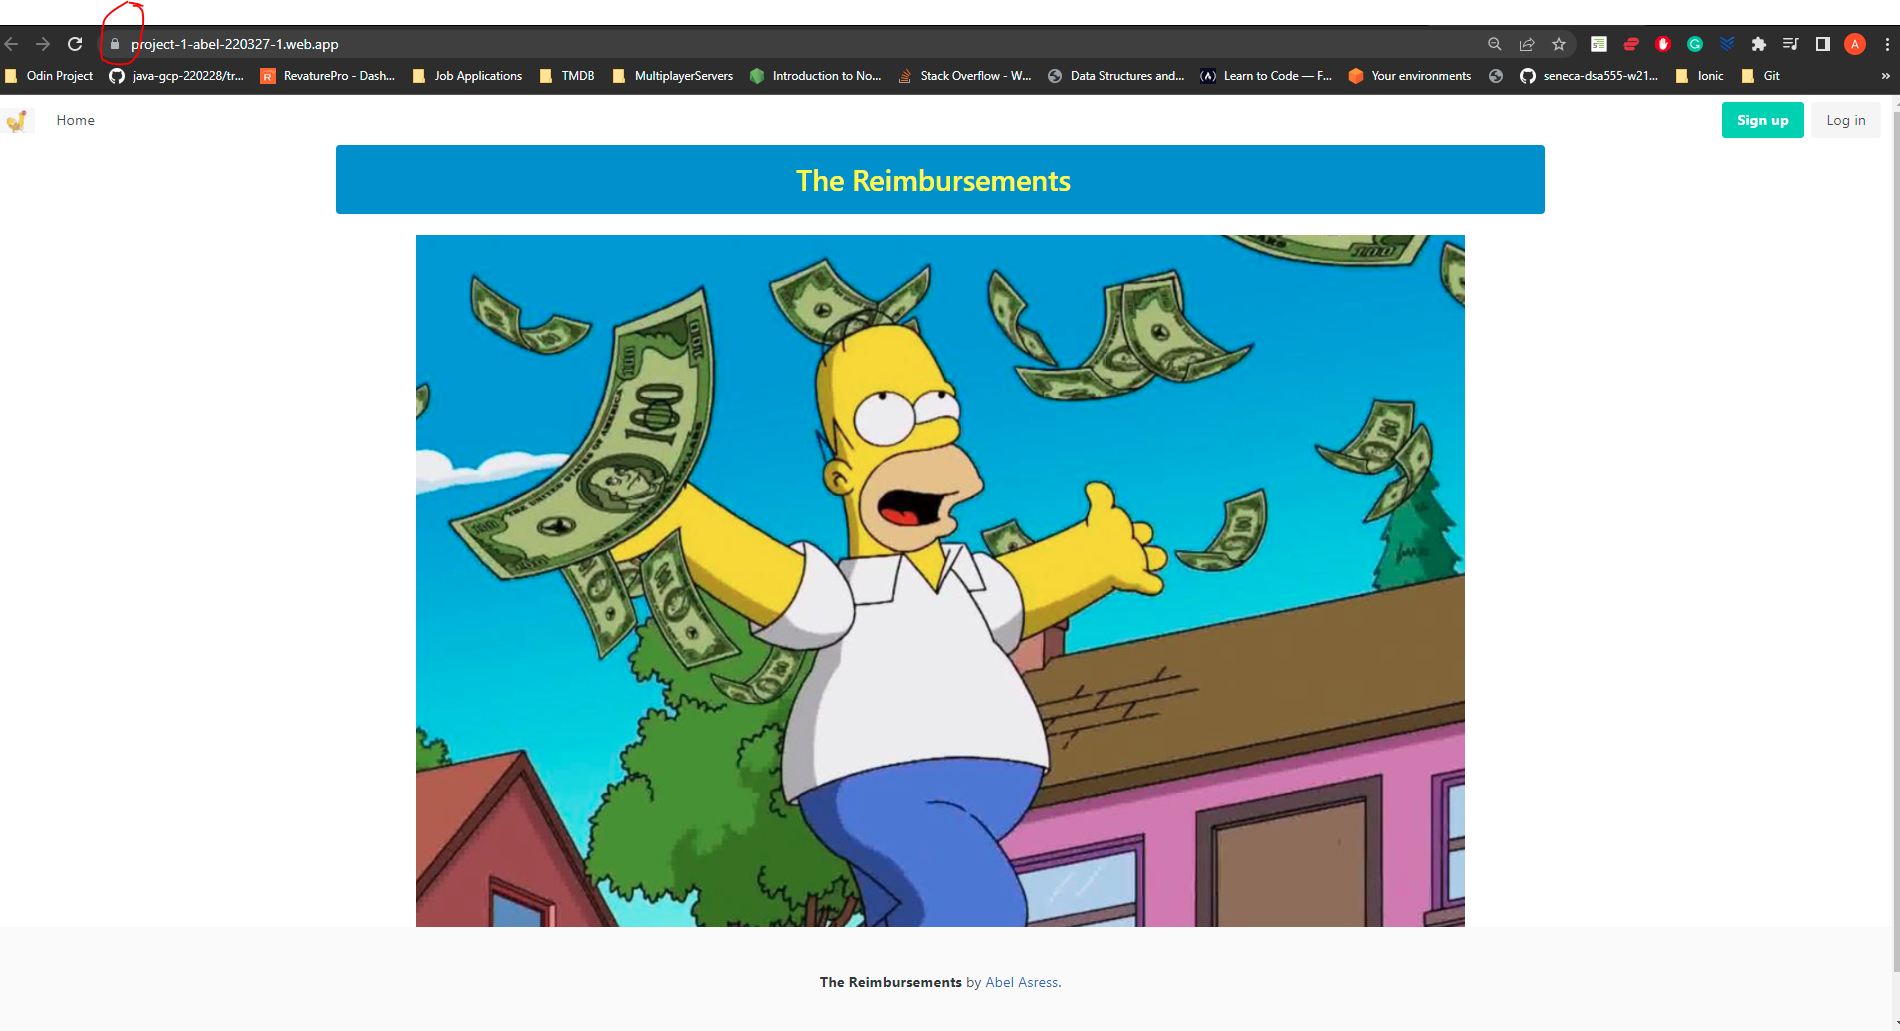 project-1-abel-220327-1.web.app
A
Odin Project java-gcp-220228/tr... RevaturePro - Dash... Job Applications TMDB MultiplayerServers Introduction to No... Stack Overflow - W... Data Structures and... Learn to Code — F... Your environments seneca-dsa555-w21... Ionic Git »
Home Sign up Log in
The Reimbursements
100
The Reimbursements by Abel Asress.